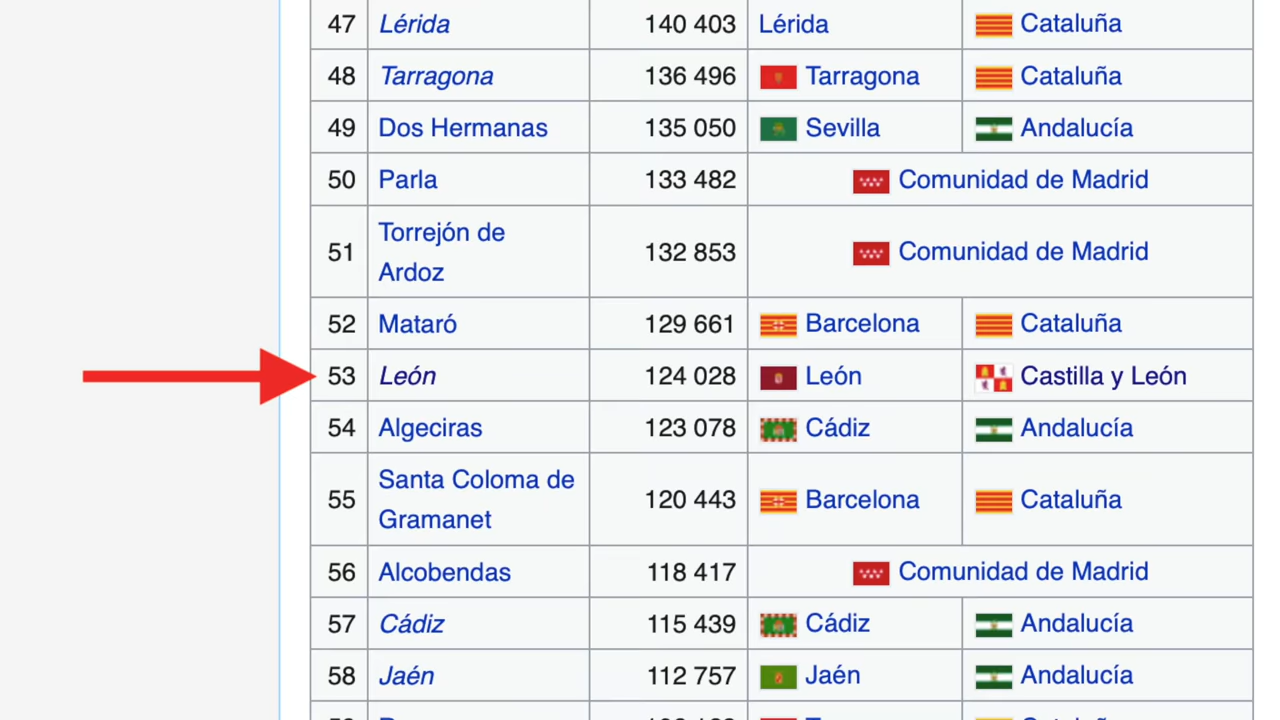 47 Lérida 140 403 Lérida Cataluña
48 Tarragona 136 496 Tarragona Cataluña
49 Dos Hermanas 135 050 Sevilla Andalucía
50 Parla 133 482 Comunidad de Madrid
51 Torrejón de Ardoz 132 853 Comunidad de Madrid
52 Mataró 129 661 Barcelona Cataluña
53 León 124 028 León Castilla y León
54 Algeciras 123 078 Cádiz Andalucía
55 Santa Coloma de Gramanet 120 443 Barcelona Cataluña
56 Alcobendas 118 417 Comunidad de Madrid
57 Cádiz 115 439 Cádiz Andalucía
58 Jaén 112 757 Jaén Andalucía